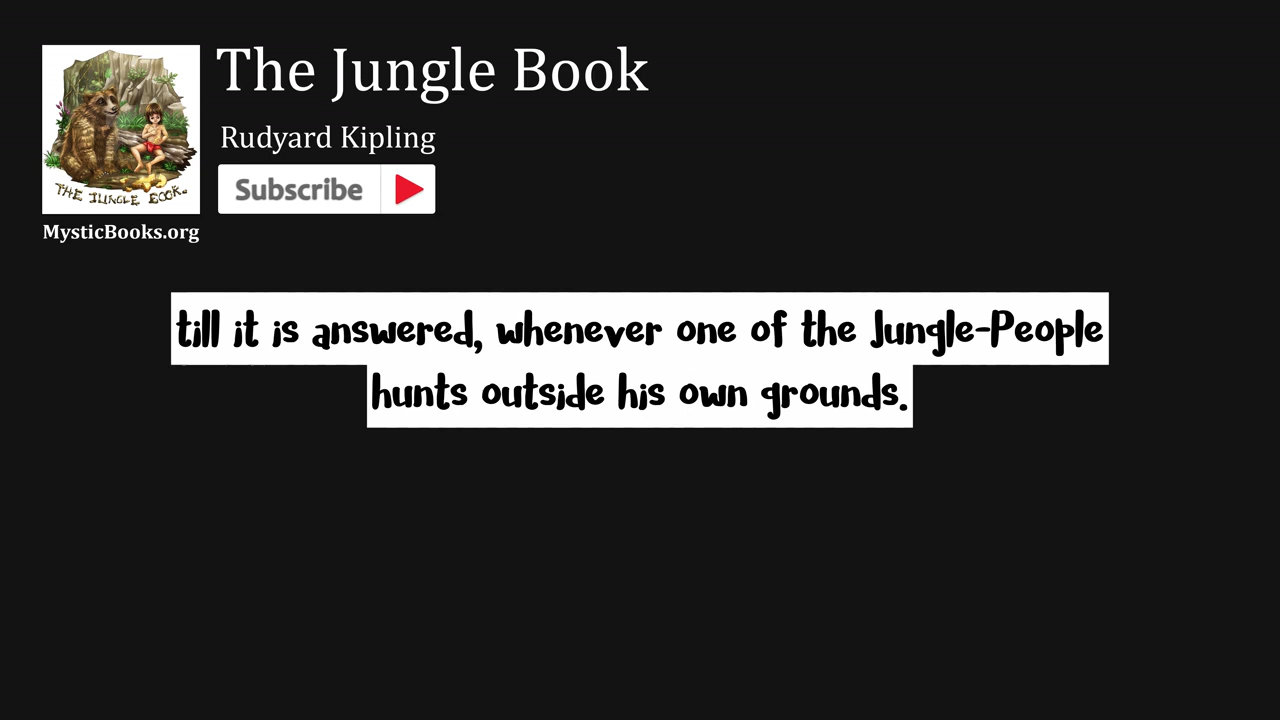 The Jungle Book
Rudyard Kipling
Subscribe
THE JUNGLE BOOK.
MysticBooks.org
till it is answered, whenever one of the Jungle-People
hunts outside his own grounds.